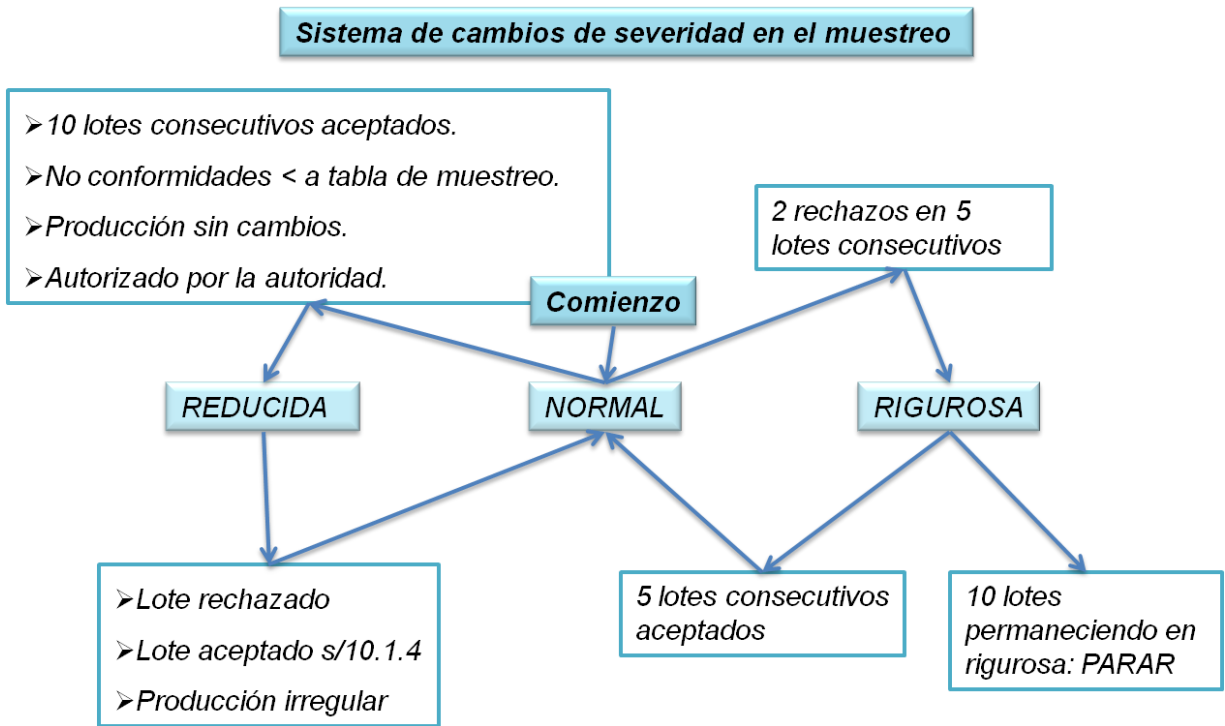 Sistema de cambios de severidad en el muestreo
➢10 lotes consecutivos aceptados.
➢No conformidades < a tabla de muestreo.
➢Producción sin cambios.
➢Autorizado por la autoridad.
2 rechazos en 5
lotes consecutivos
Comienzo
REDUCIDA
NORMAL
RIGUROSA
➢Lote rechazado
➢Lote aceptado s/10.1.4
➢Producción irregular
5 lotes consecutivos
aceptados
10 lotes
permaneciendo en
rigurosa: PARAR